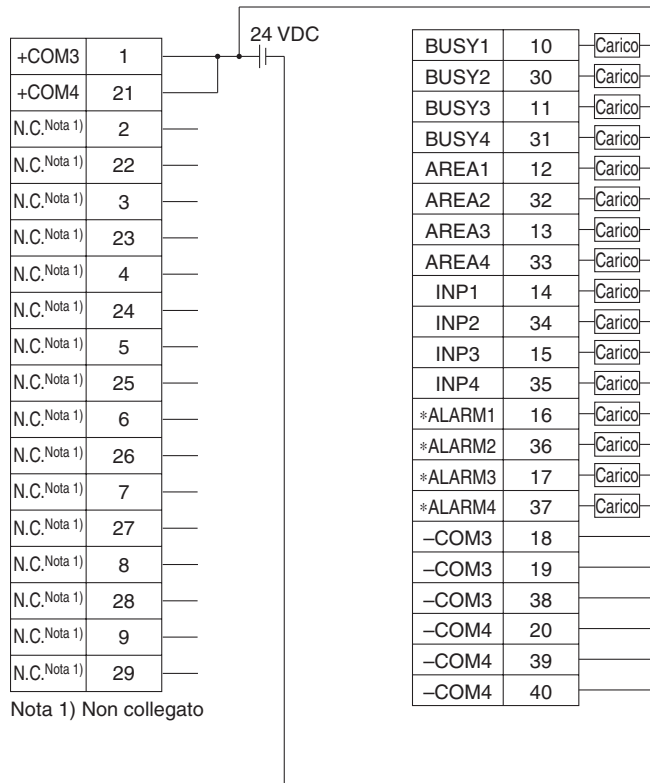 24 VDC
+COM3 1
+COM4 21
N.C.Nota 1) 2
N.C.Nota 1) 22
N.C.Nota 1) 3
N.C.Nota 1) 23
N.C.Nota 1) 4
N.C.Nota 1) 24
N.C.Nota 1) 5
N.C.Nota 1) 25
N.C.Nota 1) 6
N.C.Nota 1) 26
N.C.Nota 1) 7
N.C.Nota 1) 27
N.C.Nota 1) 8
N.C.Nota 1) 28
N.C.Nota 1) 9
N.C.Nota 1) 29
Nota 1) Non collegato
BUSY1 10 Carico
BUSY2 30 Carico
BUSY3 11 Carico
BUSY4 31 Carico
AREA1 12 Carico
AREA2 32 Carico
AREA3 13 Carico
AREA4 33 Carico
INP1 14 Carico
INP2 34 Carico
INP3 15 Carico
INP4 35 Carico
*ALARM1 16 Carico
*ALARM2 36 Carico
*ALARM3 17 Carico
*ALARM4 37 Carico
–COM3 18
–COM3 19
–COM3 38
–COM4 20
–COM4 39
–COM4 40